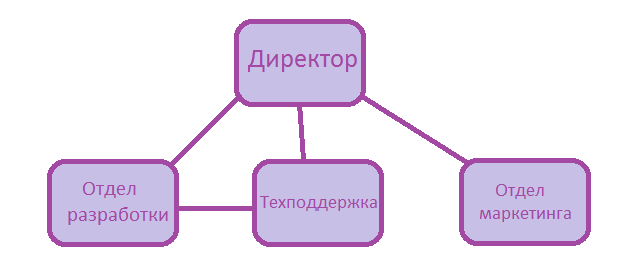 Директор
Отдел
разработки
Техподдержка
Отдел
маркетинга